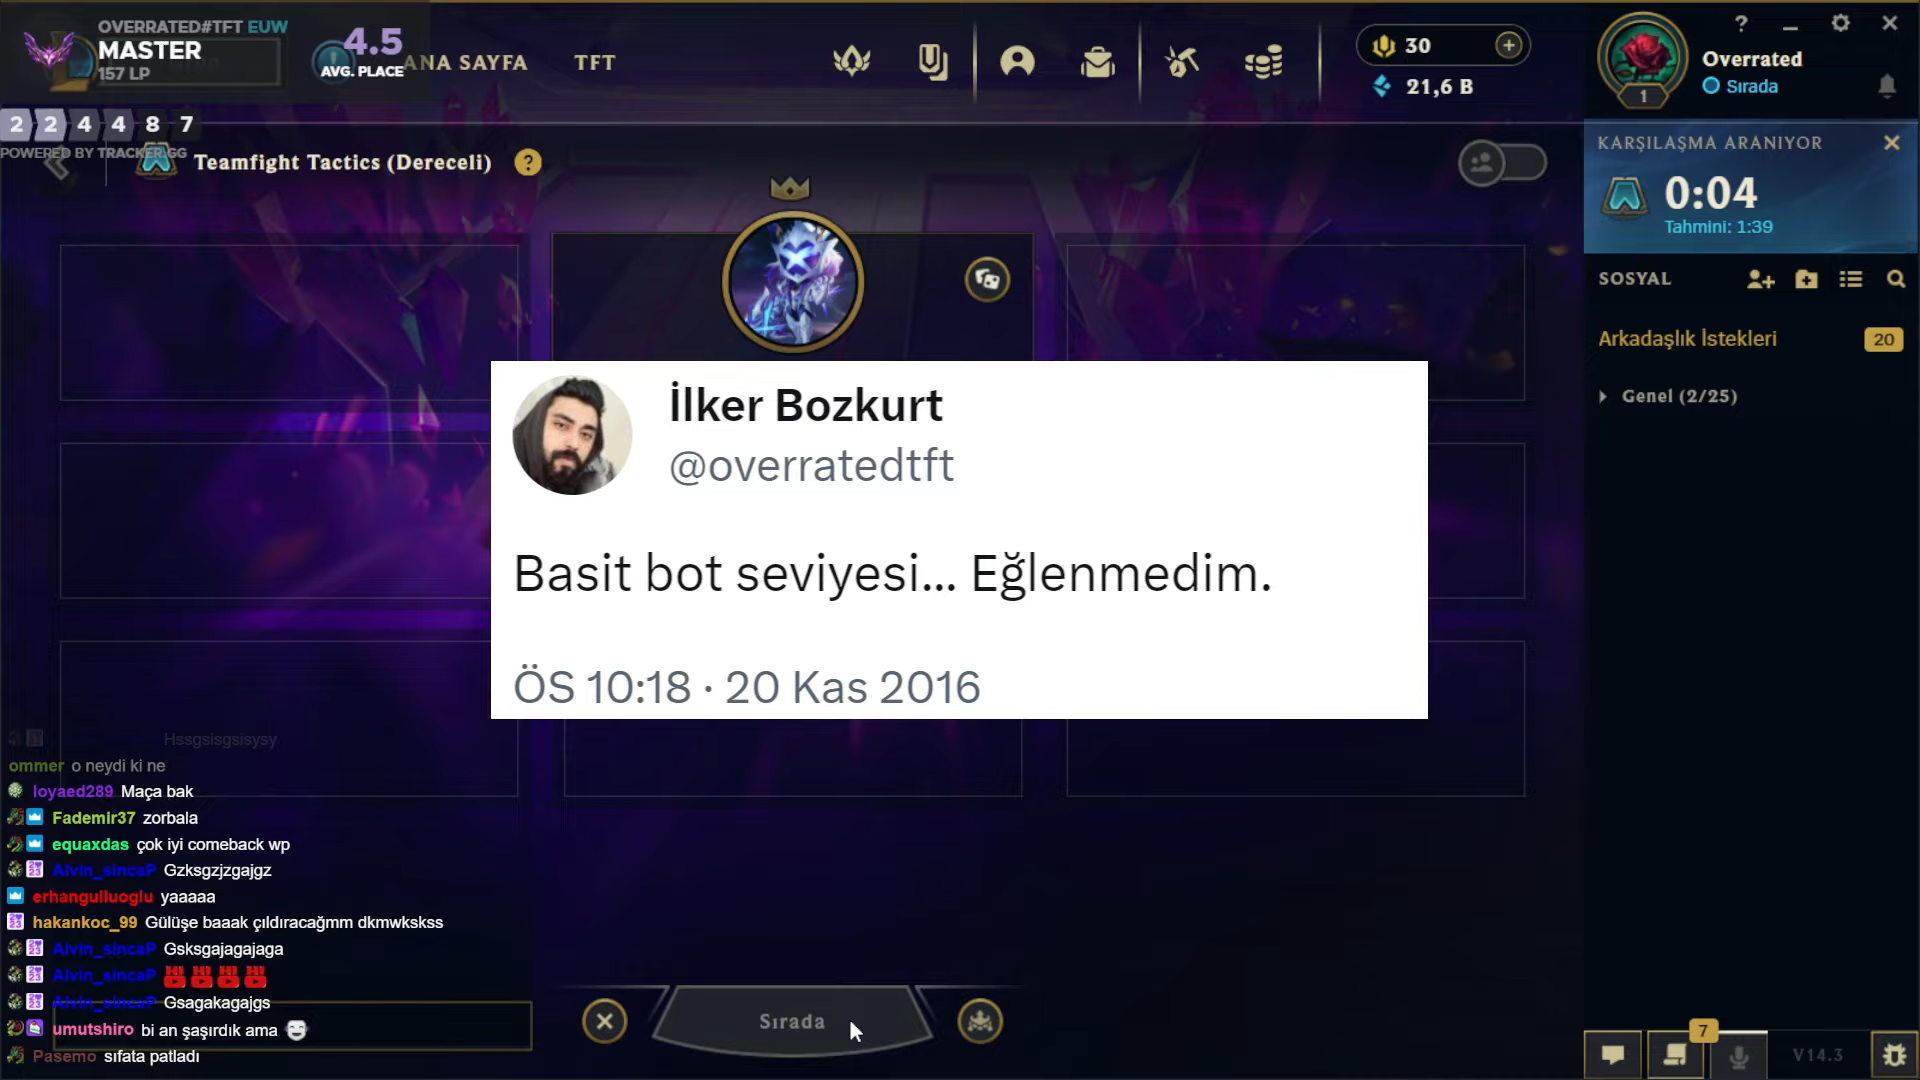 OVERRATED#TFT EUW
MASTER
157 LP
4.5
AVG. PLACE
ANA SAYFA
TFT
30
21,6 B
Overrated
Sırada
1
2 2 4 4 8 7
POWERED BY TRACKER.GG
Teamfight Tactics (Dereceli)
?
KARŞILAŞMA ARANIYOR
0:04
Tahmini: 1:39
SOSYAL
Arkadaşlık İstekleri
20
Genel (2/25)
İlker Bozkurt
@overratedtft
Basit bot seviyesi... Eğlenmedim.
ÖS 10:18 · 20 Kas 2016
Hssgsisgsisysy
ommer o neydi ki ne
loyaed289 Maça bak
Fademir37 zorbala
equaxdas çok iyi comeback wp
Alvin_sincaP Gzksgzjzgajgz
erhangulluoglu yaaaaa
hakankoc_99 Gülüşe baaak çıldıracağmm dkmwkskss
Alvin_sincaP Gsksgajagajaga
Alvin_sincaP
Alvin_sincaP Gsagakagajgs
umutshiro bi an şaşırdık ama
Pasemo sıfata patladı
Sırada
7
V14.3